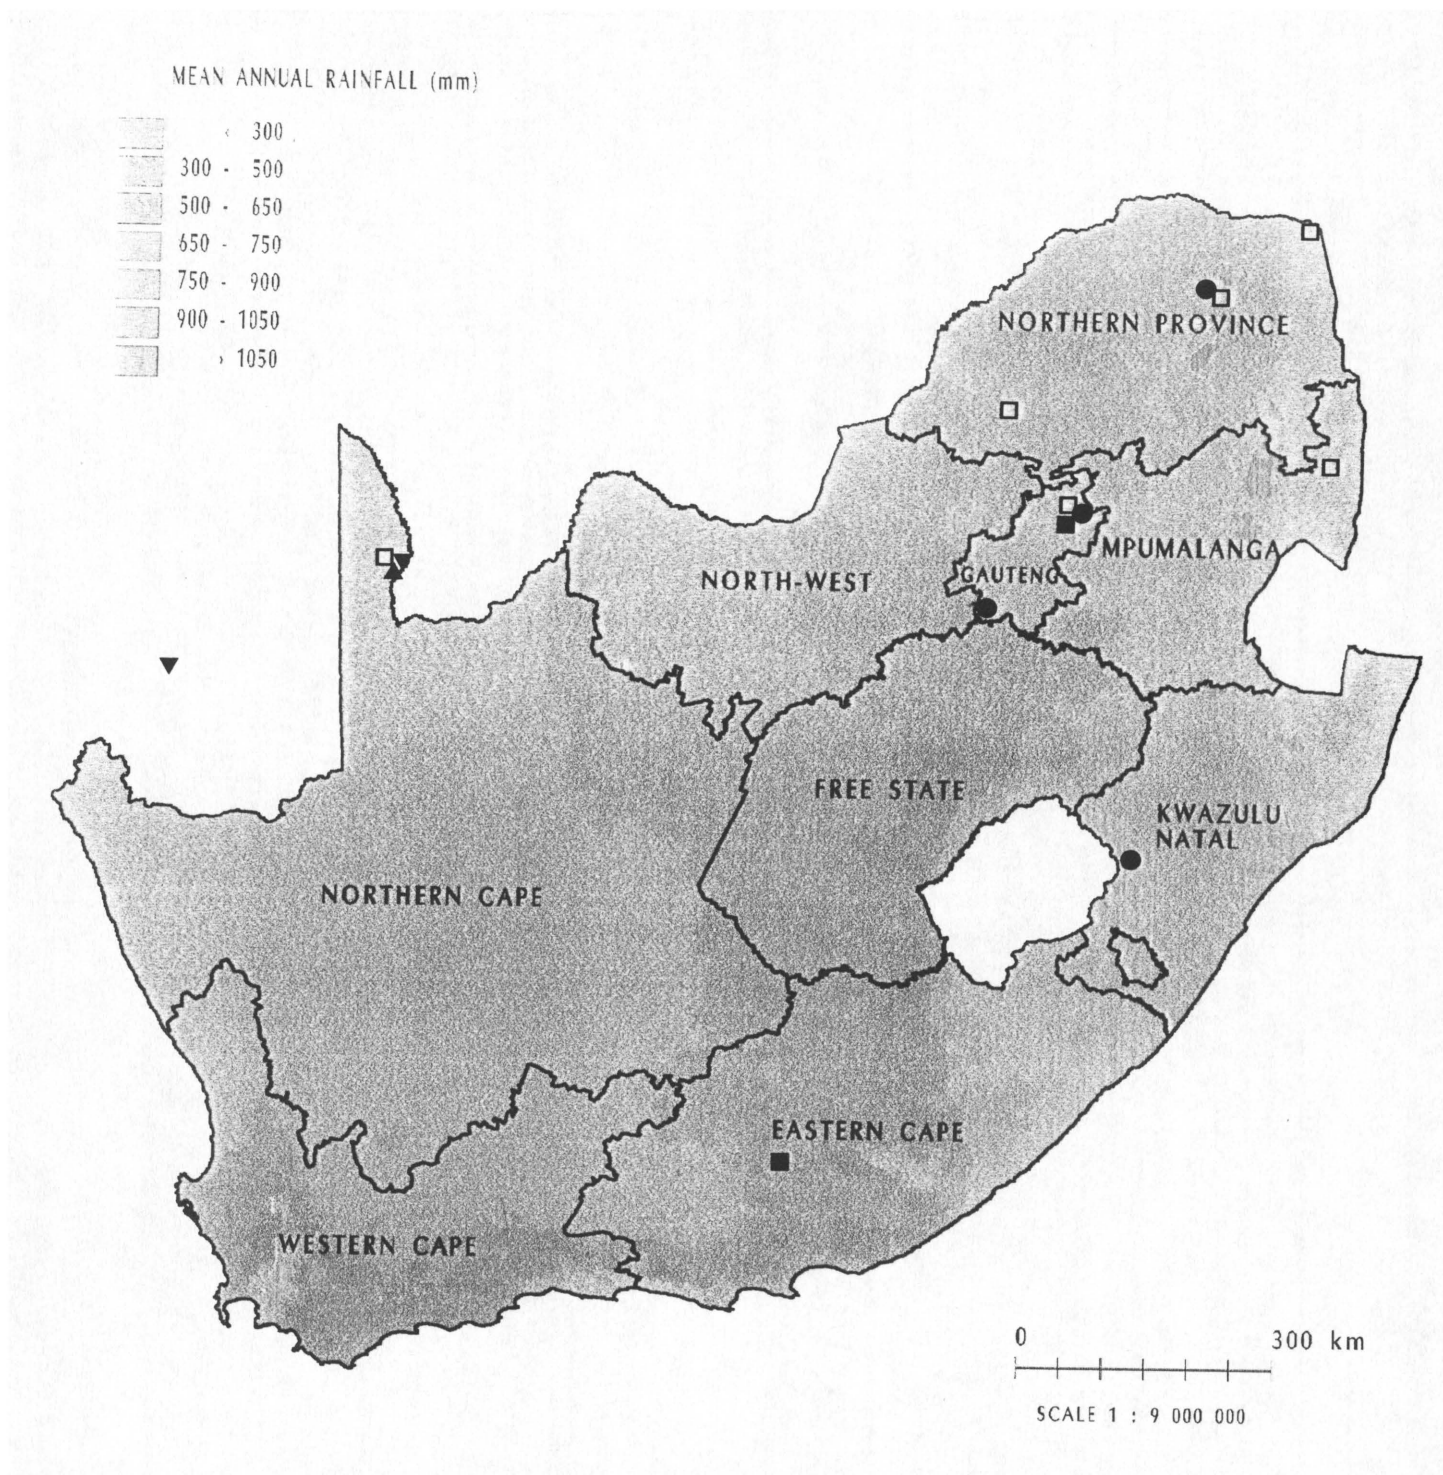 MEAN ANNUAL RAINFALL (mm)
‹ 300
300 - 500
500 - 650
650 - 750
750 - 900
900 - 1050
› 1050
NORTHERN PROVINCE
MPUMALANGA
NORTH-WEST
GAUTENG
FREE STATE
KWAZULU
NATAL
NORTHERN CAPE
EASTERN CAPE
WESTERN CAPE
0 300 km
SCALE 1 : 9 000 000